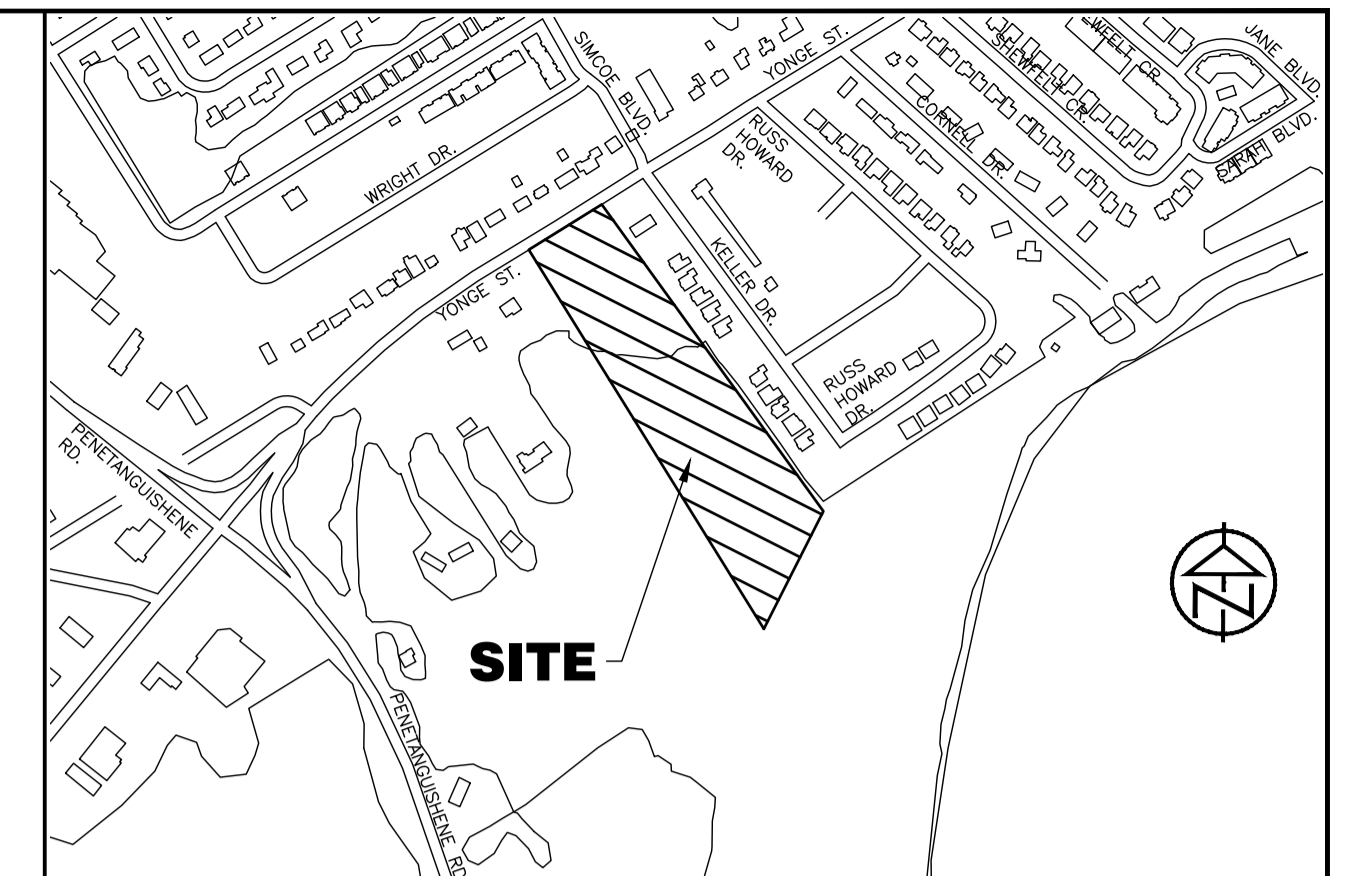 JANE BLVD.
SIMCOE BLVD.
YONGE ST.
SHEWFELT CR.
CORNELL DR.
SARAH BLVD.
RUSS
HOWARD
DR.
WRIGHT DR.
KELLER DR.
YONGE ST.
RUSS
HOWARD
DR.
PENETANGUISHENE
RD.
N
SITE
PENETANGUISHENE RD